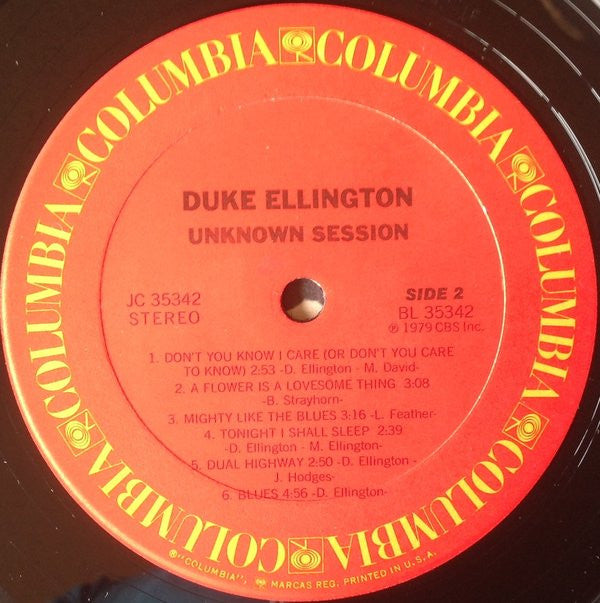 COLUMBIA COLUMBIA COLUMBIA COLUMBIA COLUMBIA COLUMBIA
DUKE ELLINGTON
UNKNOWN SESSION
JC 35342
STEREO
SIDE 2
BL 35342
℗ 1979 CBS Inc.
1. DON'T YOU KNOW I CARE (OR DON'T YOU CARE
TO KNOW) 2:53 -D. Ellington - M. David-
2. A FLOWER IS A LOVESOME THING 3:08
-B. Strayhorn-
3. MIGHTY LIKE THE BLUES 3:16 -L. Feather-
4. TONIGHT I SHALL SLEEP 2:39
-D. Ellington - M. Ellington-
5. DUAL HIGHWAY 2:50 -D. Ellington -
J. Hodges-
6. BLUES 4:56 -D. Ellington-
®"COLUMBIA", MARCAS REG. PRINTED IN U.S.A.